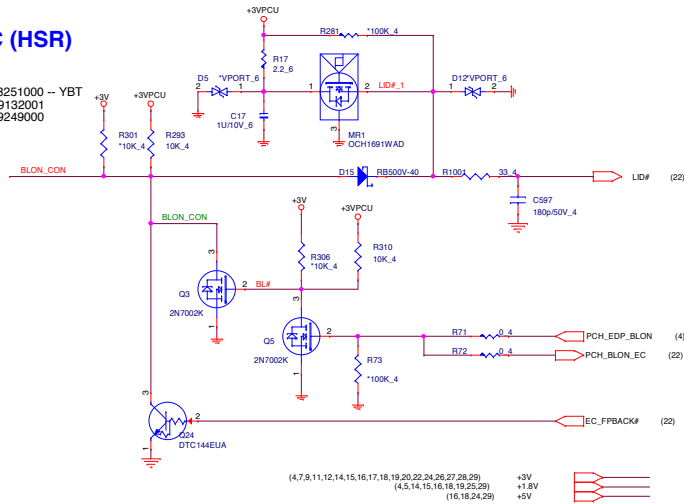 +3VPCU
C (HSR)
R281 *100K_4
R17
2.2_6
D5 *VPORT_6
2 1
1 2
LID#_1
D12*VPORT_6
1 2
3251000 -- YBT
9132001
9249000
+3V
+3VPCU
C17
1U/10V_6
3
MR1
OCH1691WAD
R301
*10K_4
R293
10K_4
BLON_CON
D15 RB500V-40
R1001 33_4
LID# (22)
C597
180p/50V_4
+3V
+3VPCU
BLON_CON
R306
*10K_4
R310
10K_4
3
Q3
2
BL#
2N7002K
1
3
Q5
2
2N7002K
1
R71 0_4
PCH_EDP_BLON (4)
R72 0_4
PCH_BLON_EC (22)
R73
*100K_4
3
2
EC_FPBACK# (22)
Q24
DTC144EUA
1
(4,7,9,11,12,14,15,16,17,18,19,20,22,24,26,27,28,29) +3V
(4,5,14,15,16,18,19,25,29) +1.8V
(16,18,24,29) +5V